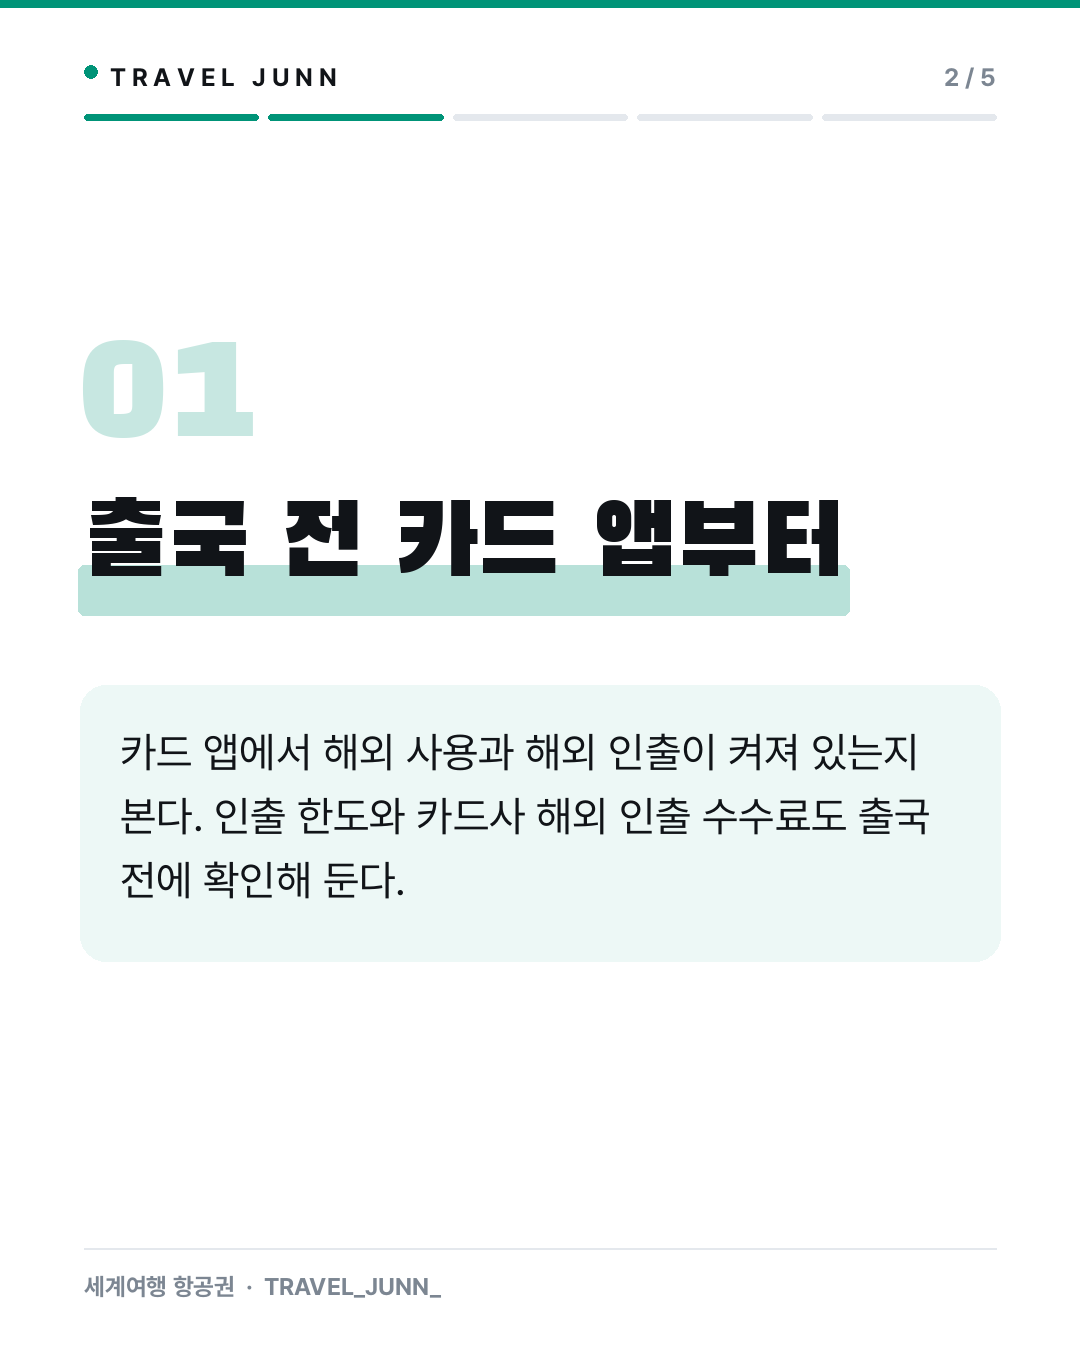 TRAVEL JUNN
2 / 5
01
출국 전 카드 앱부터
카드 앱에서 해외 사용과 해외 인출이 켜져 있는지
본다. 인출 한도와 카드사 해외 인출 수수료도 출국
전에 확인해 둔다.
세계여행 항공권 · TRAVEL_JUNN_